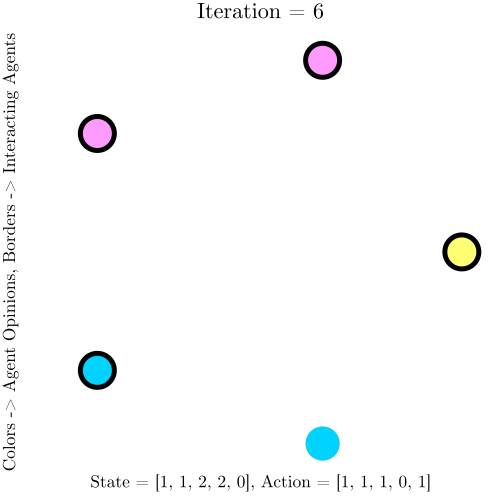 Iteration = 6
Colors -> Agent Opinions, Borders -> Interacting Agents
State = [1, 1, 2, 2, 0], Action = [1, 1, 1, 0, 1]